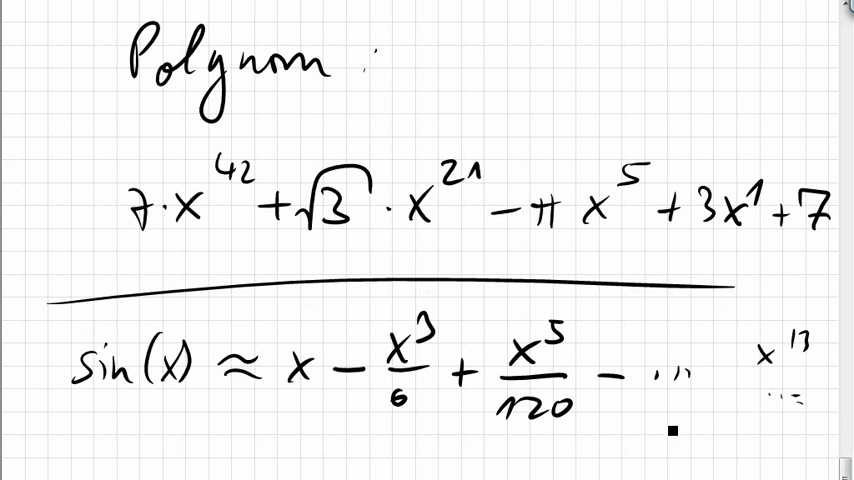 Polynom :
7·x^42 + √3 · x^21 − π x^5 + 3x^1 + 7
sin(x) ≈ x − x^3/6 + x^5/120 − ... x^13 ...